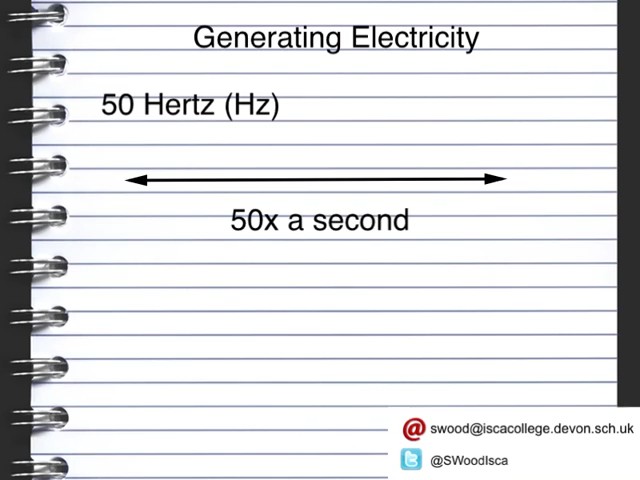 Generating Electricity
50 Hertz (Hz)
50x a second
swood@iscacollege.devon.sch.uk
@SWoodIsca